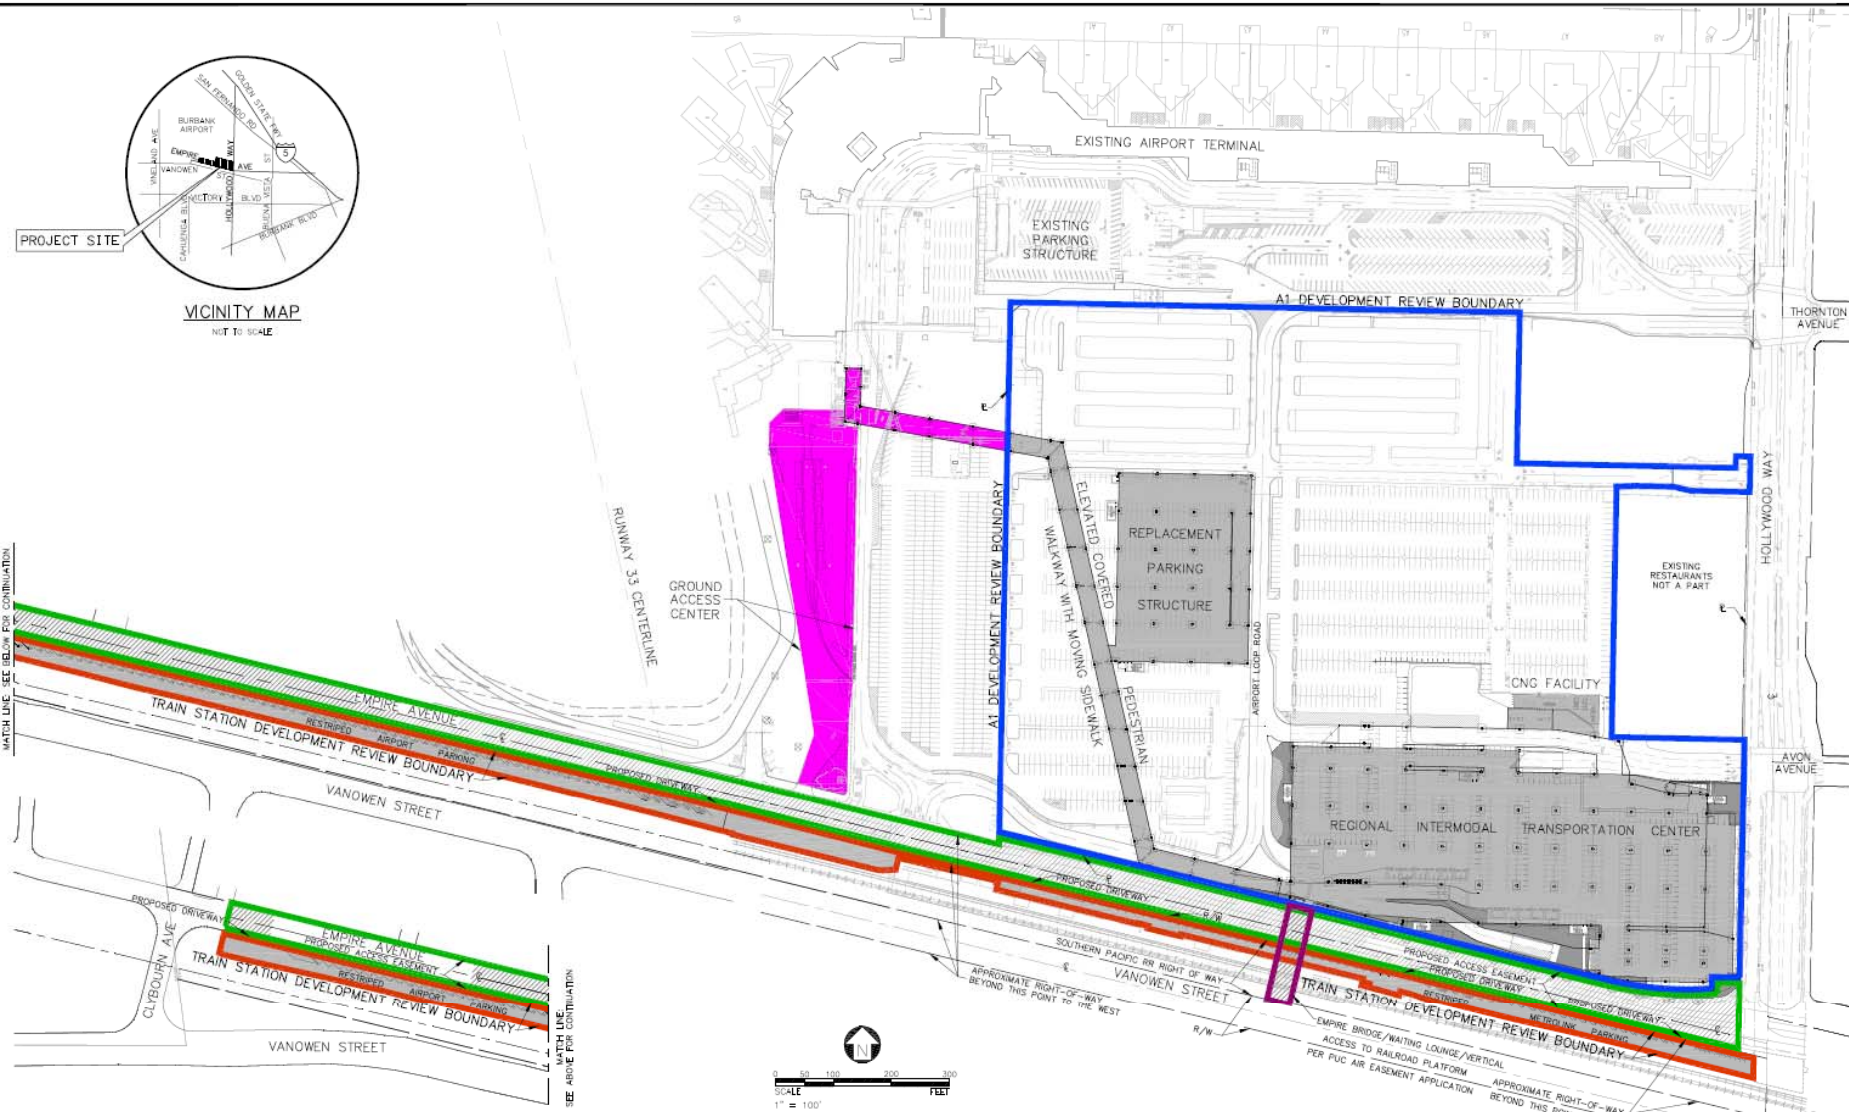 GOLDEN STATE FWY
SAN FERNANDO RD
BURBANK
AIRPORT
VINELAND AVE
EMPIRE
WAY
5
AVE
ST
VANOWEN
ST
HOLLYWOOD
BUENA VISTA
VICTORY BLVD
CAHUENGA BLVD
BURBANK BLVD
PROJECT SITE
VICINITY MAP
NOT TO SCALE
EXISTING AIRPORT TERMINAL
EXISTING
PARKING
STRUCTURE
A1 DEVELOPMENT REVIEW BOUNDARY
THORNTON
AVENUE
HOLLYWOOD WAY
RUNWAY 33 CENTERLINE
GROUND
ACCESS
CENTER
A1 DEVELOPMENT REVIEW BOUNDARY
ELEVATED COVERED PEDESTRIAN
WALKWAY WITH MOVING SIDEWALK
REPLACEMENT
PARKING
STRUCTURE
AIRPORT LOOP ROAD
EXISTING
RESTAURANTS
NOT A PART
CNG FACILITY
AVON
AVENUE
REGIONAL INTERMODAL TRANSPORTATION CENTER
MATCH LINE: SEE BELOW FOR CONTINUATION
EMPIRE AVENUE
RESTRIPED AIRPORT PARKING
TRAIN STATION DEVELOPMENT REVIEW BOUNDARY
PROPOSED DRIVEWAY
VANOWEN STREET
PROPOSED DRIVEWAY
R/W
SOUTHERN PACIFIC RR RIGHT OF WAY
VANOWEN STREET
APPROXIMATE RIGHT-OF-WAY
BEYOND THIS POINT TO THE WEST
R/W
PROPOSED ACCESS EASEMENT
PROPOSED DRIVEWAY
PROPOSED DRIVEWAY
RESTRIPED METROLINK PARKING
TRAIN STATION DEVELOPMENT REVIEW BOUNDARY
EMPIRE BRIDGE/WAITING LOUNGE/VERTICAL
ACCESS TO RAILROAD PLATFORM
PER PUC AIR EASEMENT APPLICATION
APPROXIMATE RIGHT-OF-WAY
BEYOND THIS
PROPOSED DRIVEWAY
CLYBOURN AVE
EMPIRE AVENUE
PROPOSED ACCESS EASEMENT
RESTRIPED AIRPORT PARKING
TRAIN STATION DEVELOPMENT REVIEW BOUNDARY
VANOWEN STREET
MATCH LINE:
SEE ABOVE FOR CONTINUATION
N
0 50 100 200 300
SCALE FEET
1" = 100'